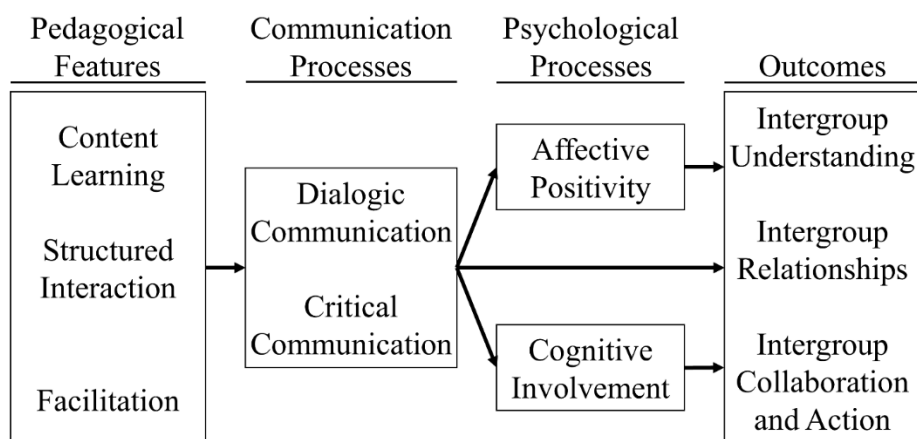 Pedagogical
Features
Communication
Processes
Psychological
Processes
Outcomes
Content
Learning
Structured
Interaction
Facilitation
Dialogic
Communication
Critical
Communication
Affective
Positivity
Cognitive
Involvement
Intergroup
Understanding
Intergroup
Relationships
Intergroup
Collaboration
and Action